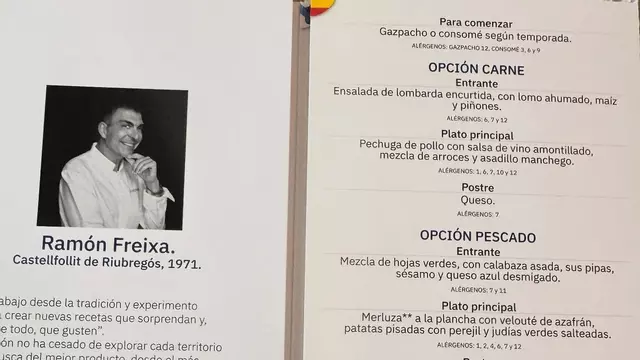 Ramón Freixa.
Castellfollit de Riubregós, 1971.
abajo desde la tradición y experimento
crear nuevas recetas que sorprendan y,
todo, que gusten”.
no ha cesado de explorar cada territorio
del mejor producto, desde el más
Para comenzar
Gazpacho o consomé según temporada.
ALÉRGENOS: GAZPACHO 12, CONSOMÉ 3, 6 y 9
OPCIÓN CARNE
Entrante
Ensalada de lombarda encurtida, con lomo ahumado, maíz
y piñones.
ALÉRGENOS: 6, 7 y 12
Plato principal
Pechuga de pollo con salsa de vino amontillado,
mezcla de arroces y asadillo manchego.
ALÉRGENOS: 1, 6, 7, 10 y 12
Postre
Queso.
ALÉRGENOS: 7.
OPCIÓN PESCADO
Entrante
Mezcla de hojas verdes, con calabaza asada, sus pipas,
sésamo y queso azul desmigado.
ALÉRGENOS: 7 y 11
Plato principal
Merluza** a la plancha con velouté de azafrán,
patatas pisadas con perejil y judías verdes salteadas.
ALÉRGENOS: 1, 2, 4, 6, 7 y 12